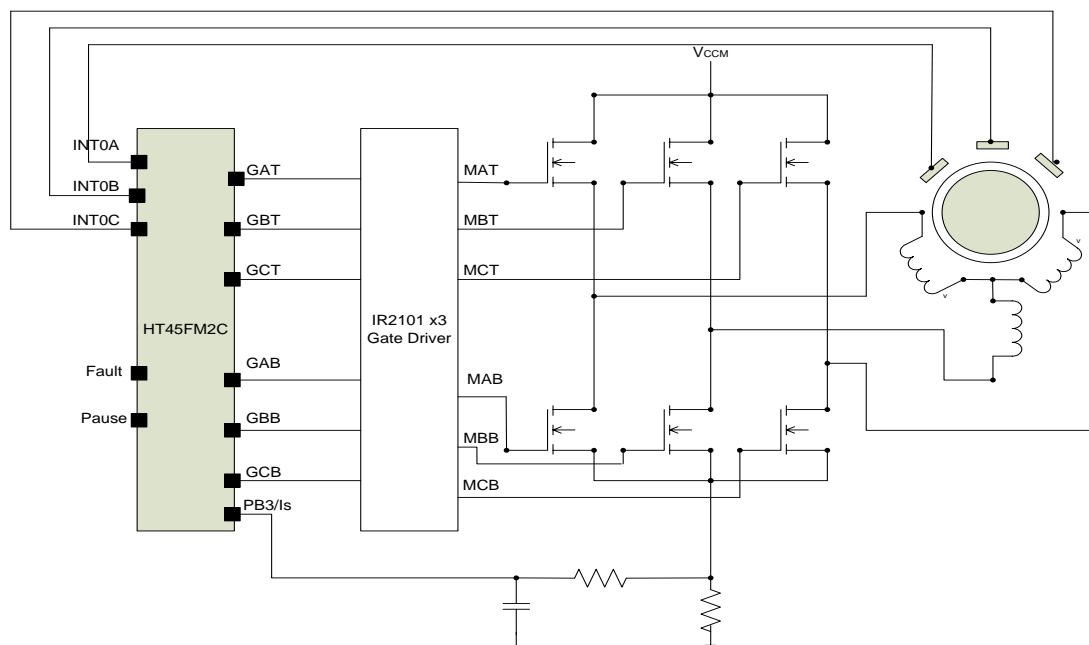 VCCM
INT0A
INT0B
INT0C
GAT
GBT
GCT
HT45FM2C
GAB
GBB
GCB
PB3/Is
Fault
Pause
IR2101 x3
Gate Driver
MAT
MBT
MCT
MAB
MBB
MCB
v
v